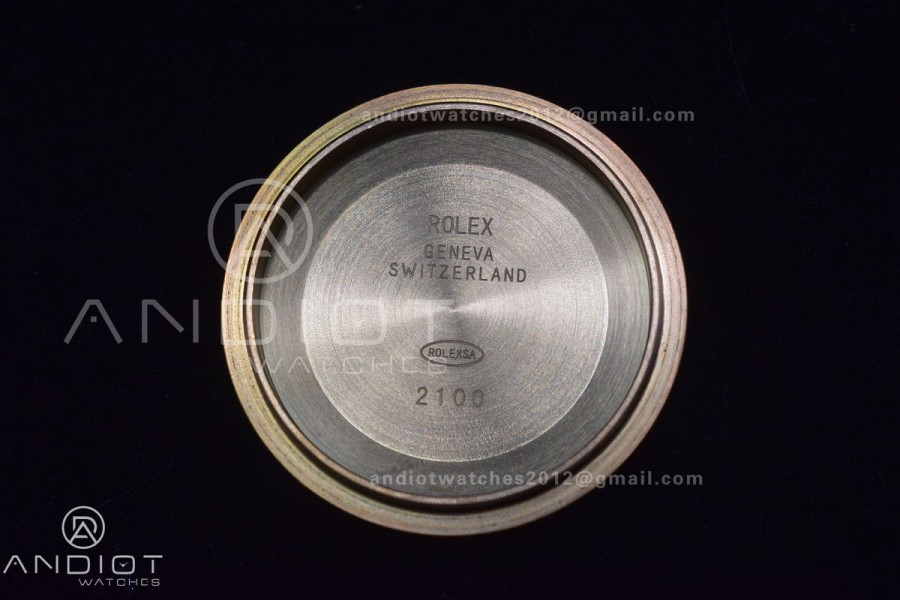 andiotwatches2012@gmail.com
ROLEX
GENEVA
SWITZERLAND
ANDIOT
WATCHES
ROLEXSA
2100
andiotwatches2012@gmail.com
ANDIOT
WATCHES